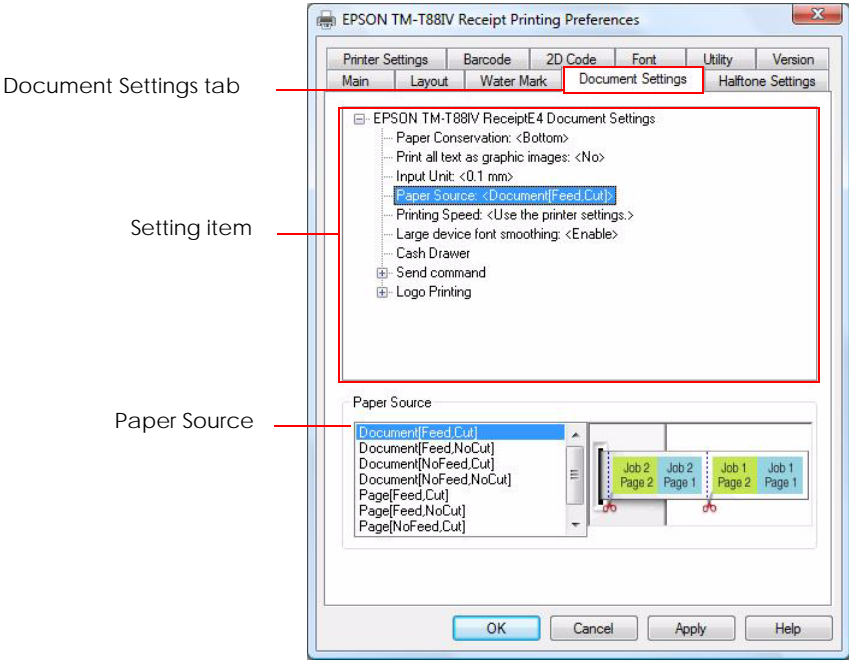 EPSON TM-T88IV Receipt Printing Preferences
X
Printer Settings Barcode 2D Code Font Utility Version
Main Layout Water Mark Document Settings Halftone Settings
Document Settings tab
EPSON TM-T88IV ReceiptE4 Document Settings
Paper Conservation: <Bottom>
Print all text as graphic images: <No>
Input Unit: <0.1 mm>
Paper Source: <Document[Feed,Cut]>
Printing Speed: <Use the printer settings.>
Setting item
Large device font smoothing: <Enable>
Cash Drawer
Send command
Logo Printing
Paper Source
Paper Source
Document[Feed,Cut]
Document[Feed,NoCut]
Document[NoFeed,Cut]
Document[NoFeed,NoCut]
Page[Feed,Cut]
Page[Feed,NoCut]
Page[NoFeed,Cut]
Job 2 Job 2 Job 1 Job 1
Page 2 Page 1 Page 2 Page 1
OK Cancel Apply Help